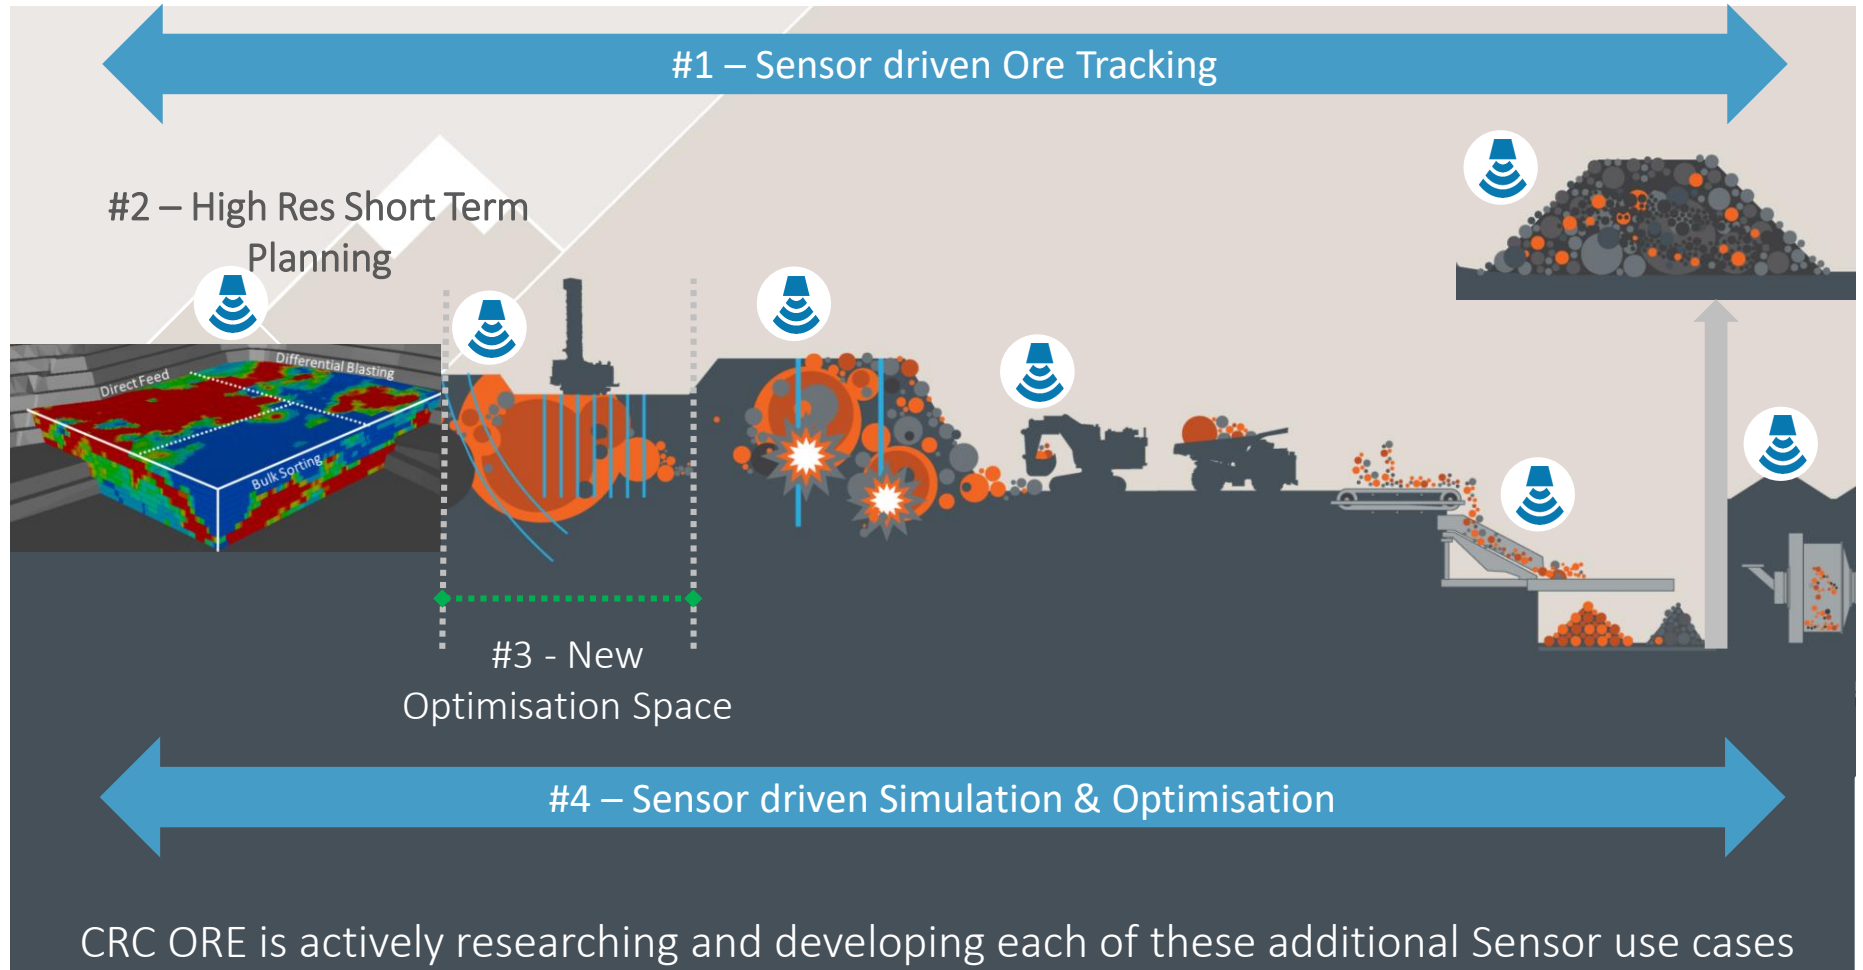 #1 – Sensor driven Ore Tracking
#2 – High Res Short Term
Planning
Differential Blasting
Direct Feed
Bulk Sorting
#3 - New
Optimisation Space
#4 – Sensor driven Simulation & Optimisation
CRC ORE is actively researching and developing each of these additional Sensor use cases